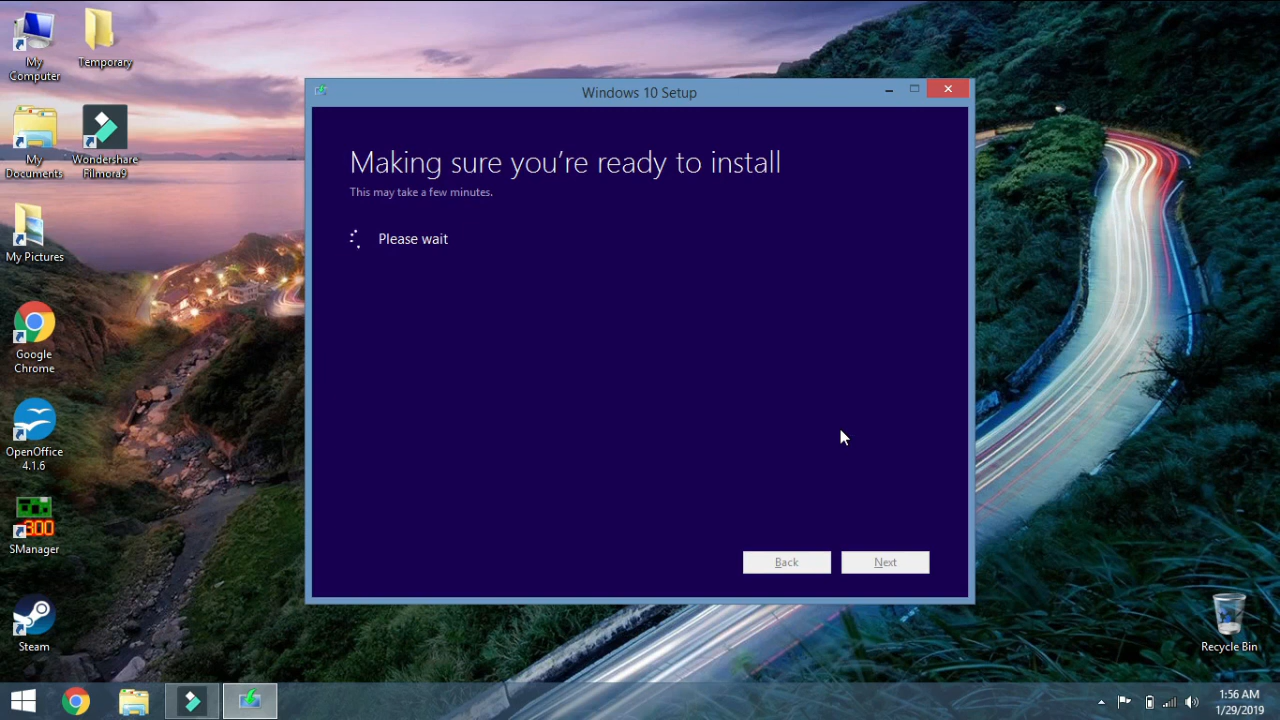 My
Computer
Temporary
My
Documents
Wondershare
Filmora9
My Pictures
Google
Chrome
OpenOffice
4.1.6
300
SManager
Steam
Windows 10 Setup
Making sure you're ready to install
This may take a few minutes.
Please wait
Back
Next
Recycle Bin
1:56 AM
1/29/2019